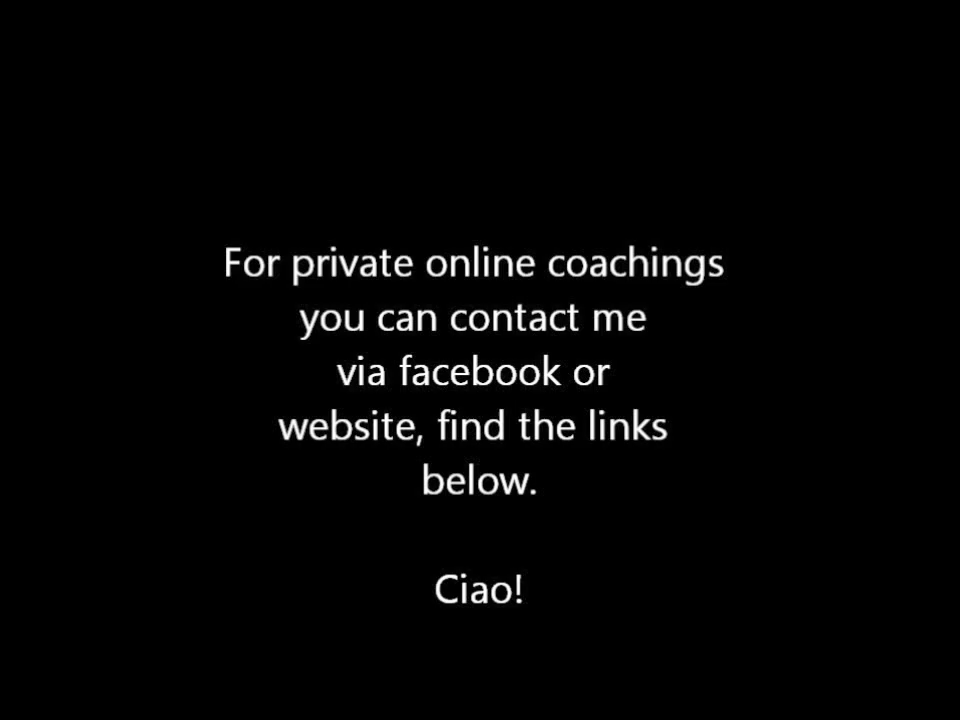 For private online coachings
you can contact me
via facebook or
website, find the links
below.
Ciao!